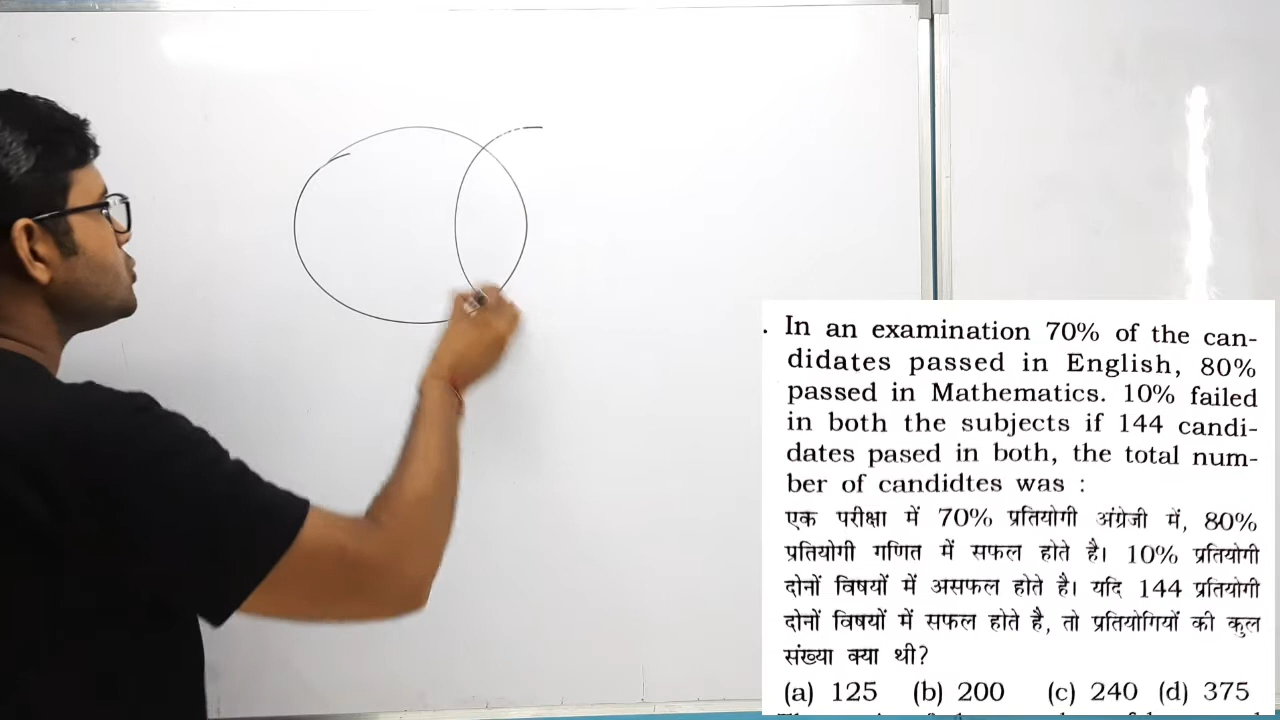 . In an examination 70% of the can-
didates passed in English, 80%
passed in Mathematics. 10% failed
in both the subjects if 144 candi-
dates pased in both, the total num-
ber of candidtes was :
एक परीक्षा में 70% प्रतियोगी अंग्रेजी में, 80%
प्रतियोगी गणित में सफल होते है। 10% प्रतियोगी
दोनों विषयों में असफल होते है। यदि 144 प्रतियोगी
दोनों विषयों में सफल होते है, तो प्रतियोगियों की कुल
संख्या क्या थी?
(a) 125 (b) 200 (c) 240 (d) 375